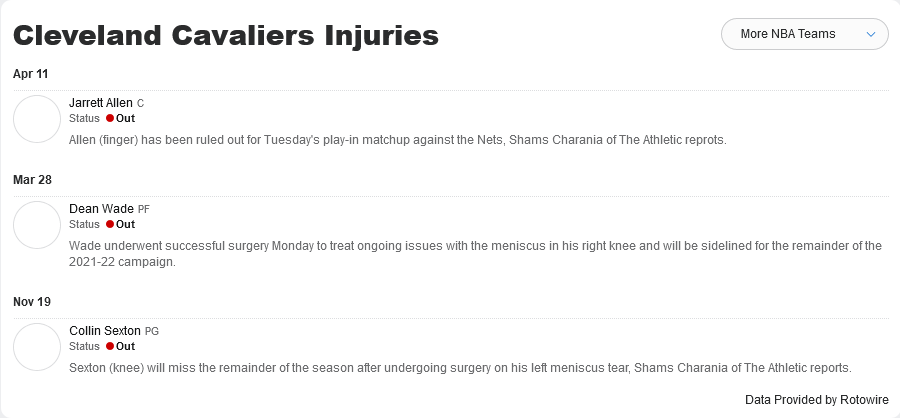 Cleveland Cavaliers Injuries
More NBA Teams
Apr 11
Jarrett Allen C
Status Out
Allen (finger) has been ruled out for Tuesday's play-in matchup against the Nets, Shams Charania of The Athletic reprots.
Mar 28
Dean Wade PF
Status Out
Wade underwent successful surgery Monday to treat ongoing issues with the meniscus in his right knee and will be sidelined for the remainder of the
2021-22 campaign.
Nov 19
Collin Sexton PG
Status Out
Sexton (knee) will miss the remainder of the season after undergoing surgery on his left meniscus tear, Shams Charania of The Athletic reports.
Data Provided by Rotowire